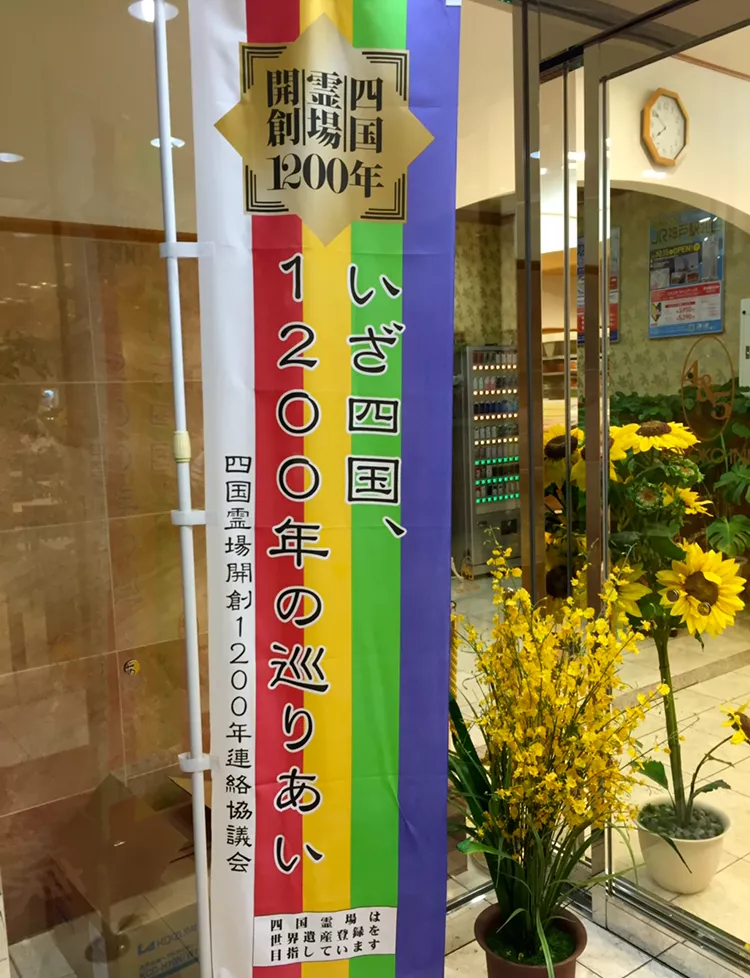 四国
霊場
開創
1200年
いざ四国、
1200年の巡りあい
四国霊場開創1200年連絡協議会
四国霊場は
世界遺産登録を
目指しています